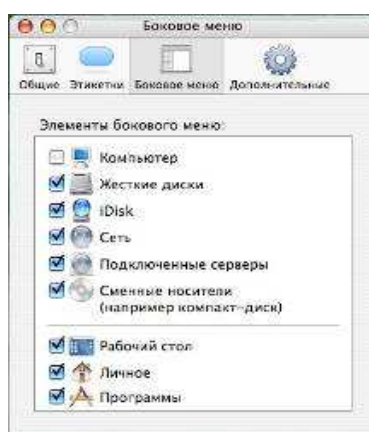 Боковое меню
Общие Этикетки Боковое меню Дополнительные
Элементы бокового меню:
Компьютер
Жесткие диски
iDisk
Сеть
Подключенные серверы
Сменные носители
(например компакт-диск)
Рабочий стол
Личное
Программы